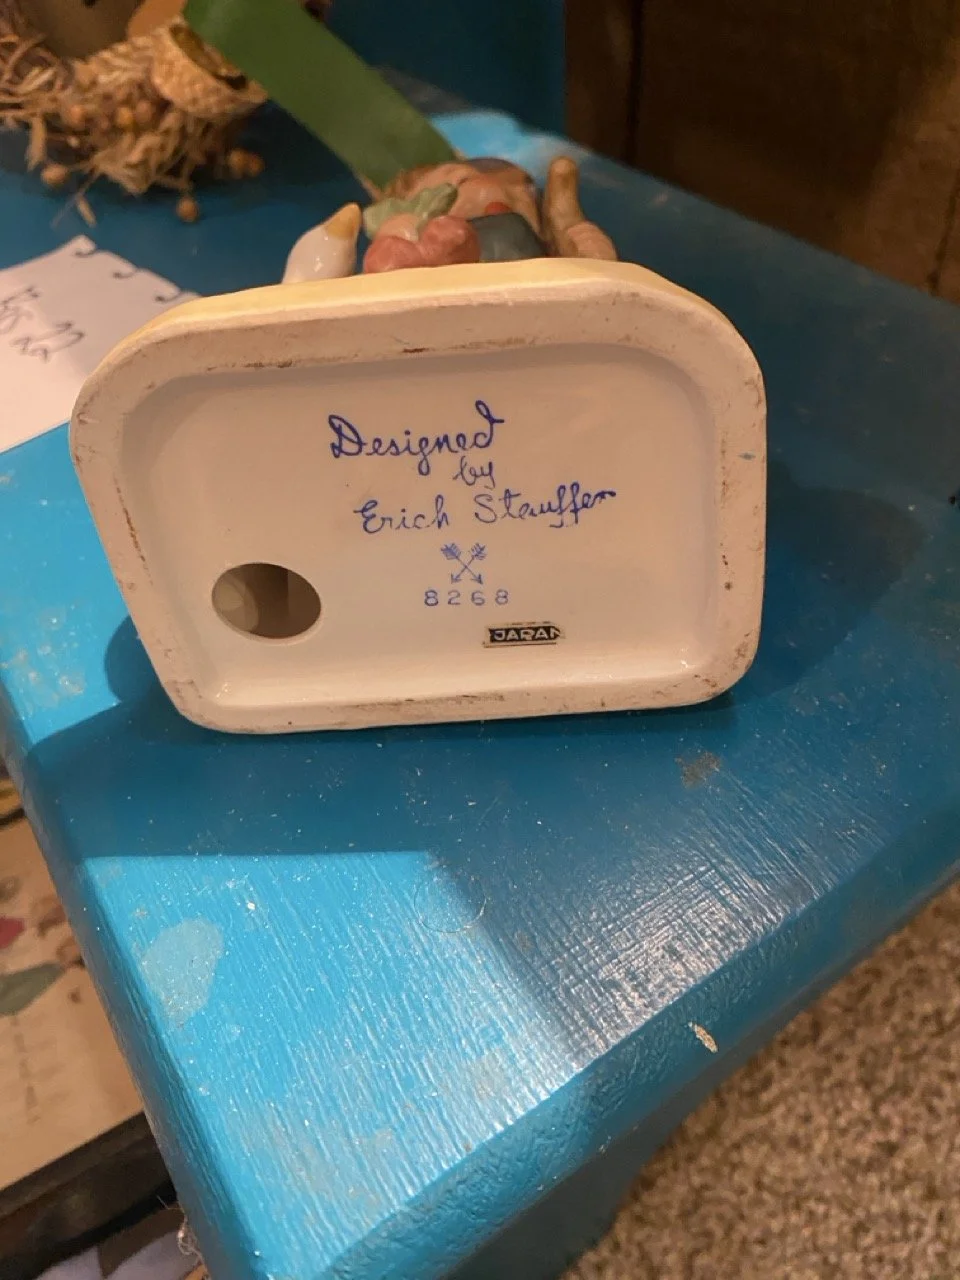 Designed
by
Erich Stauffer
8268
JAPAN